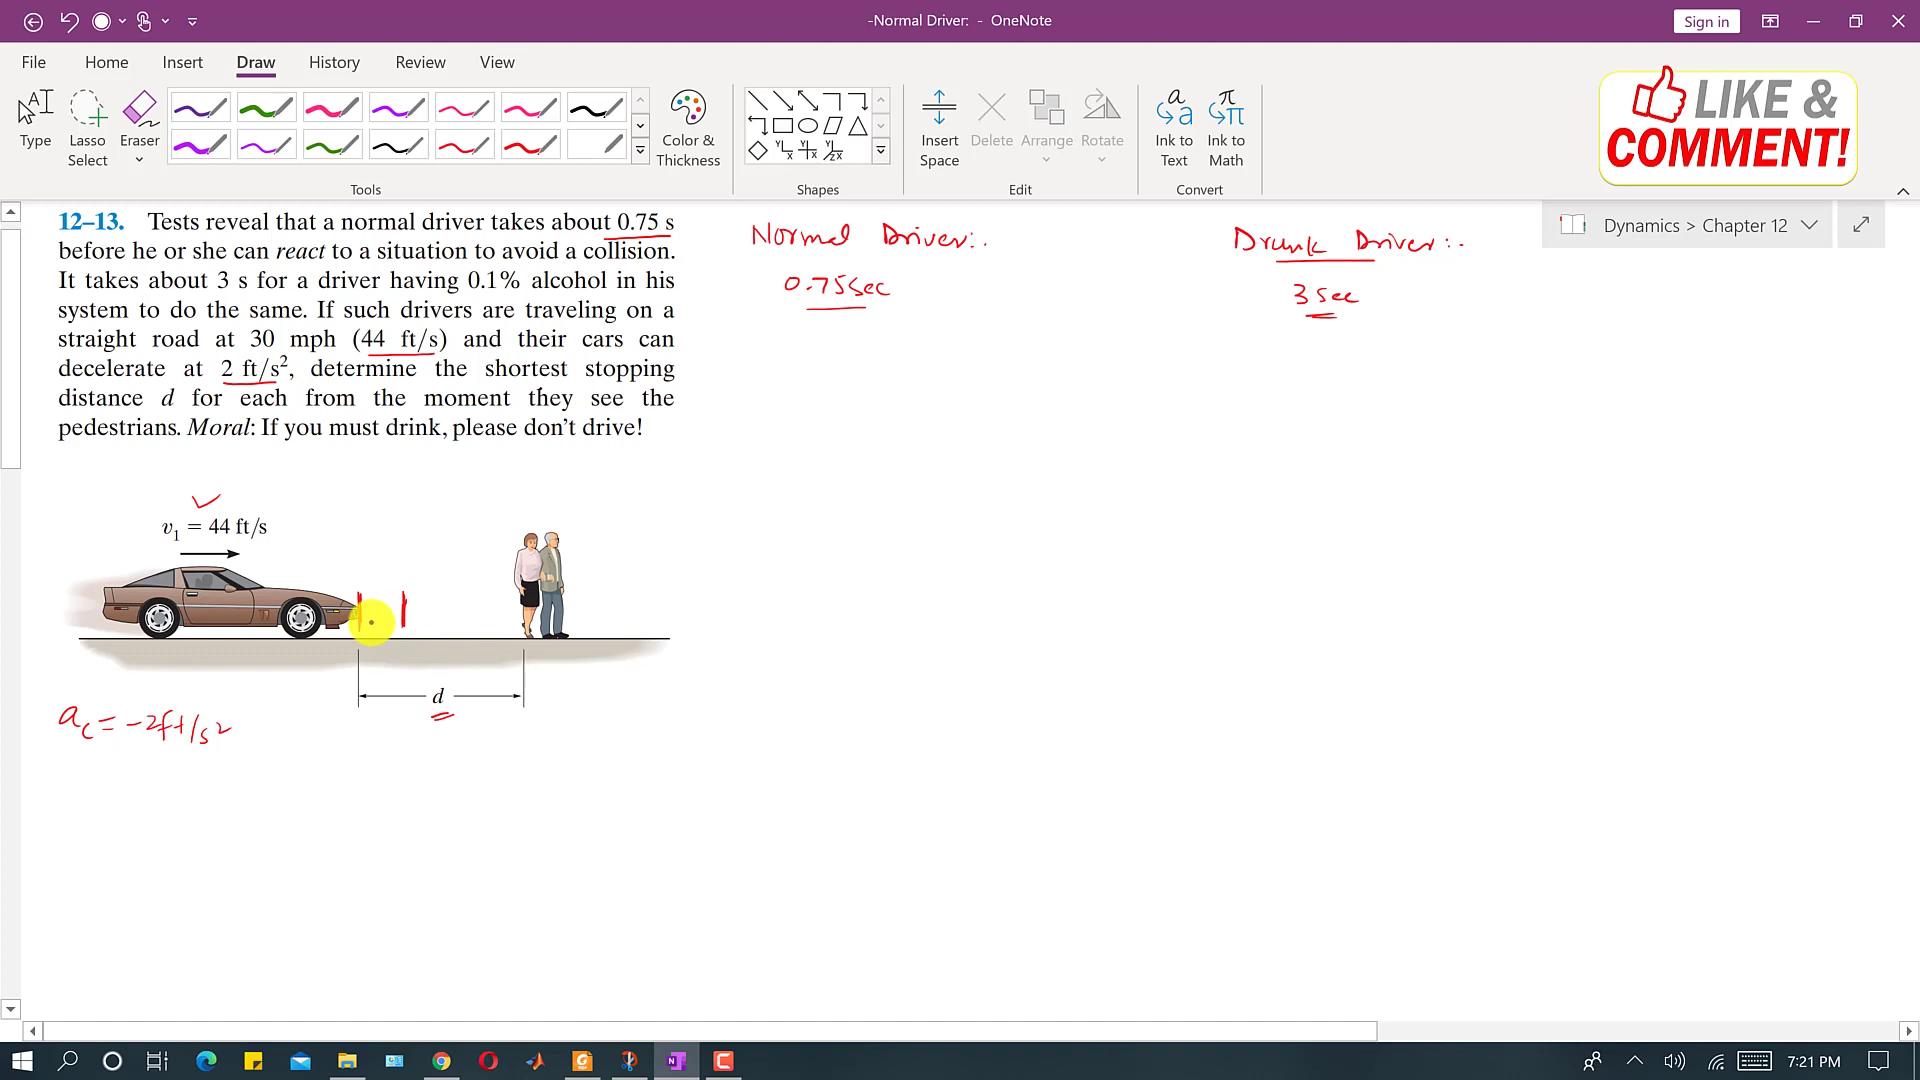 -Normal Driver: - OneNote
Sign in
File Home Insert Draw History Review View
LIKE &
COMMENT!
Type
Lasso
Select
Eraser
Color &
Thickness
Insert
Space
Delete
Arrange
Rotate
Ink to
Text
Ink to
Math
Tools
Shapes
Edit
Convert
Dynamics > Chapter 12
12–13. Tests reveal that a normal driver takes about 0.75 s
before he or she can react to a situation to avoid a collision.
It takes about 3 s for a driver having 0.1% alcohol in his
system to do the same. If such drivers are traveling on a
straight road at 30 mph (44 ft/s) and their cars can
decelerate at 2 ft/s², determine the shortest stopping
distance d for each from the moment they see the
pedestrians. Moral: If you must drink, please don’t drive!
Normal Driver:.
0.75 sec
Drunk Driver:.
3 sec
v₁ = 44 ft/s
d
a_c = -2ft/s2
7:21 PM